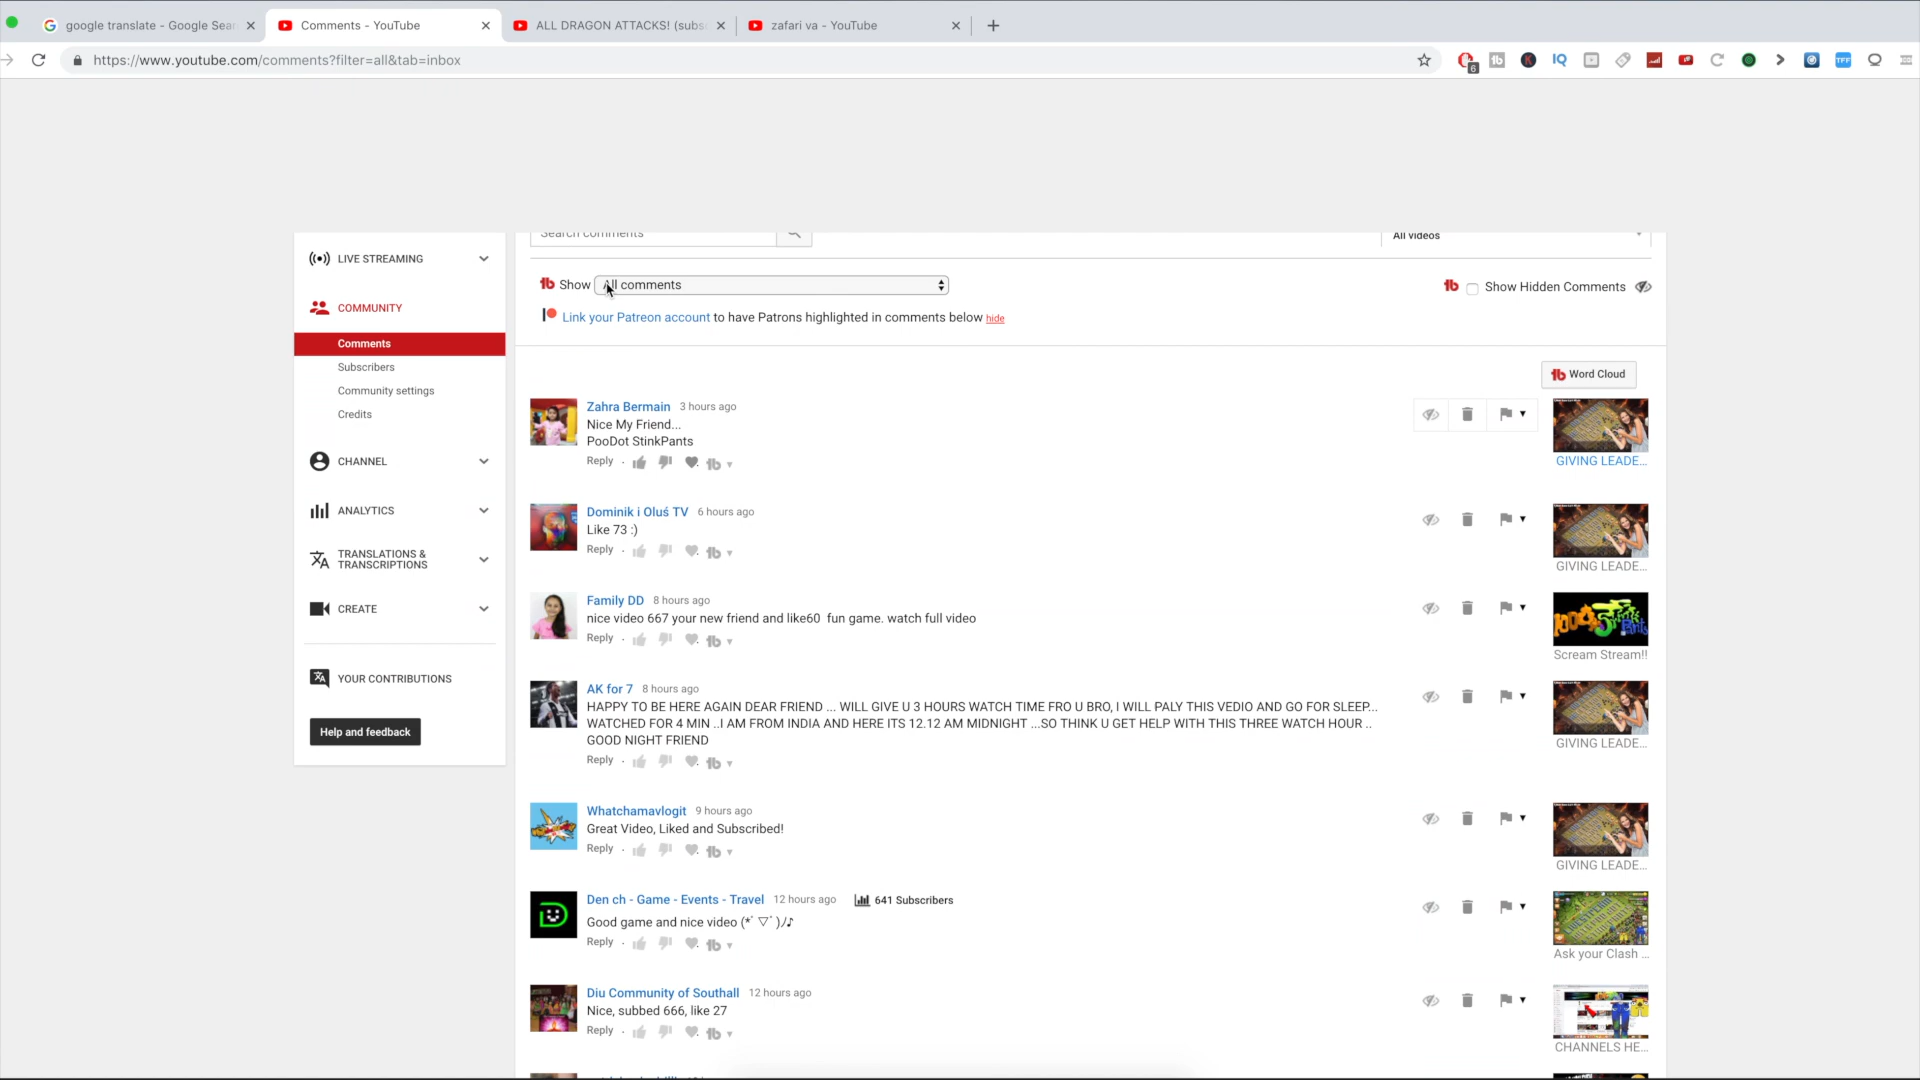 google translate - Google Sear
Comments - YouTube
ALL DRAGON ATTACKS! (subs
zafari va - YouTube
https://www.youtube.com/comments?filter=all&tab=inbox
6
IQ
TFF
Search comments
All videos
LIVE STREAMING
COMMUNITY
Comments
Subscribers
Community settings
Credits
CHANNEL
ANALYTICS
TRANSLATIONS &
TRANSCRIPTIONS
CREATE
YOUR CONTRIBUTIONS
Help and feedback
Show All comments
Show Hidden Comments
Link your Patreon account to have Patrons highlighted in comments below hide
Word Cloud
Zahra Bermain 3 hours ago
Nice My Friend...
PooDot StinkPants
Reply
GIVING LEADE...
Dominik i Oluś TV 6 hours ago
Like 73 :)
Reply
GIVING LEADE...
Family DD 8 hours ago
nice video 667 your new friend and like60 fun game. watch full video
Reply
Scream Stream!!
AK for 7 8 hours ago
HAPPY TO BE HERE AGAIN DEAR FRIEND ... WILL GIVE U 3 HOURS WATCH TIME FRO U BRO, I WILL PALY THIS VEDIO AND GO FOR SLEEP...
WATCHED FOR 4 MIN ..I AM FROM INDIA AND HERE ITS 12.12 AM MIDNIGHT ...SO THINK U GET HELP WITH THIS THREE WATCH HOUR ..
GOOD NIGHT FRIEND
Reply
GIVING LEADE...
Whatchamavlogit 9 hours ago
Great Video, Liked and Subscribed!
Reply
GIVING LEADE...
Den ch - Game - Events - Travel 12 hours ago 641 Subscribers
Good game and nice video (*ˊ ▽ˋ )ﾉ♪
Reply
Ask your Clash ...
Diu Community of Southall 12 hours ago
Nice, subbed 666, like 27
Reply
CHANNELS HE...